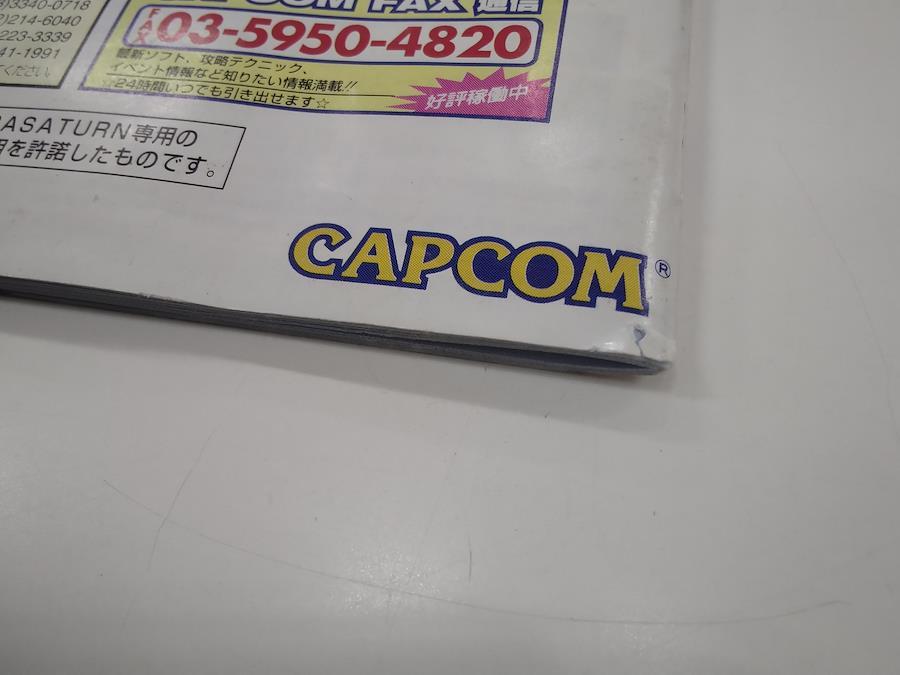 3340-0718
214-6040
223-3339
41-1991
ください。
COM FAX 通信
FAX 03-5950-4820
最新ソフト、攻略テクニック、
イベント情報など知りたい情報満載!!
☆24時間いつでも引き出せます☆
好評稼働中
ASATURN専用の
を許諾したものです。
CAPCOM®